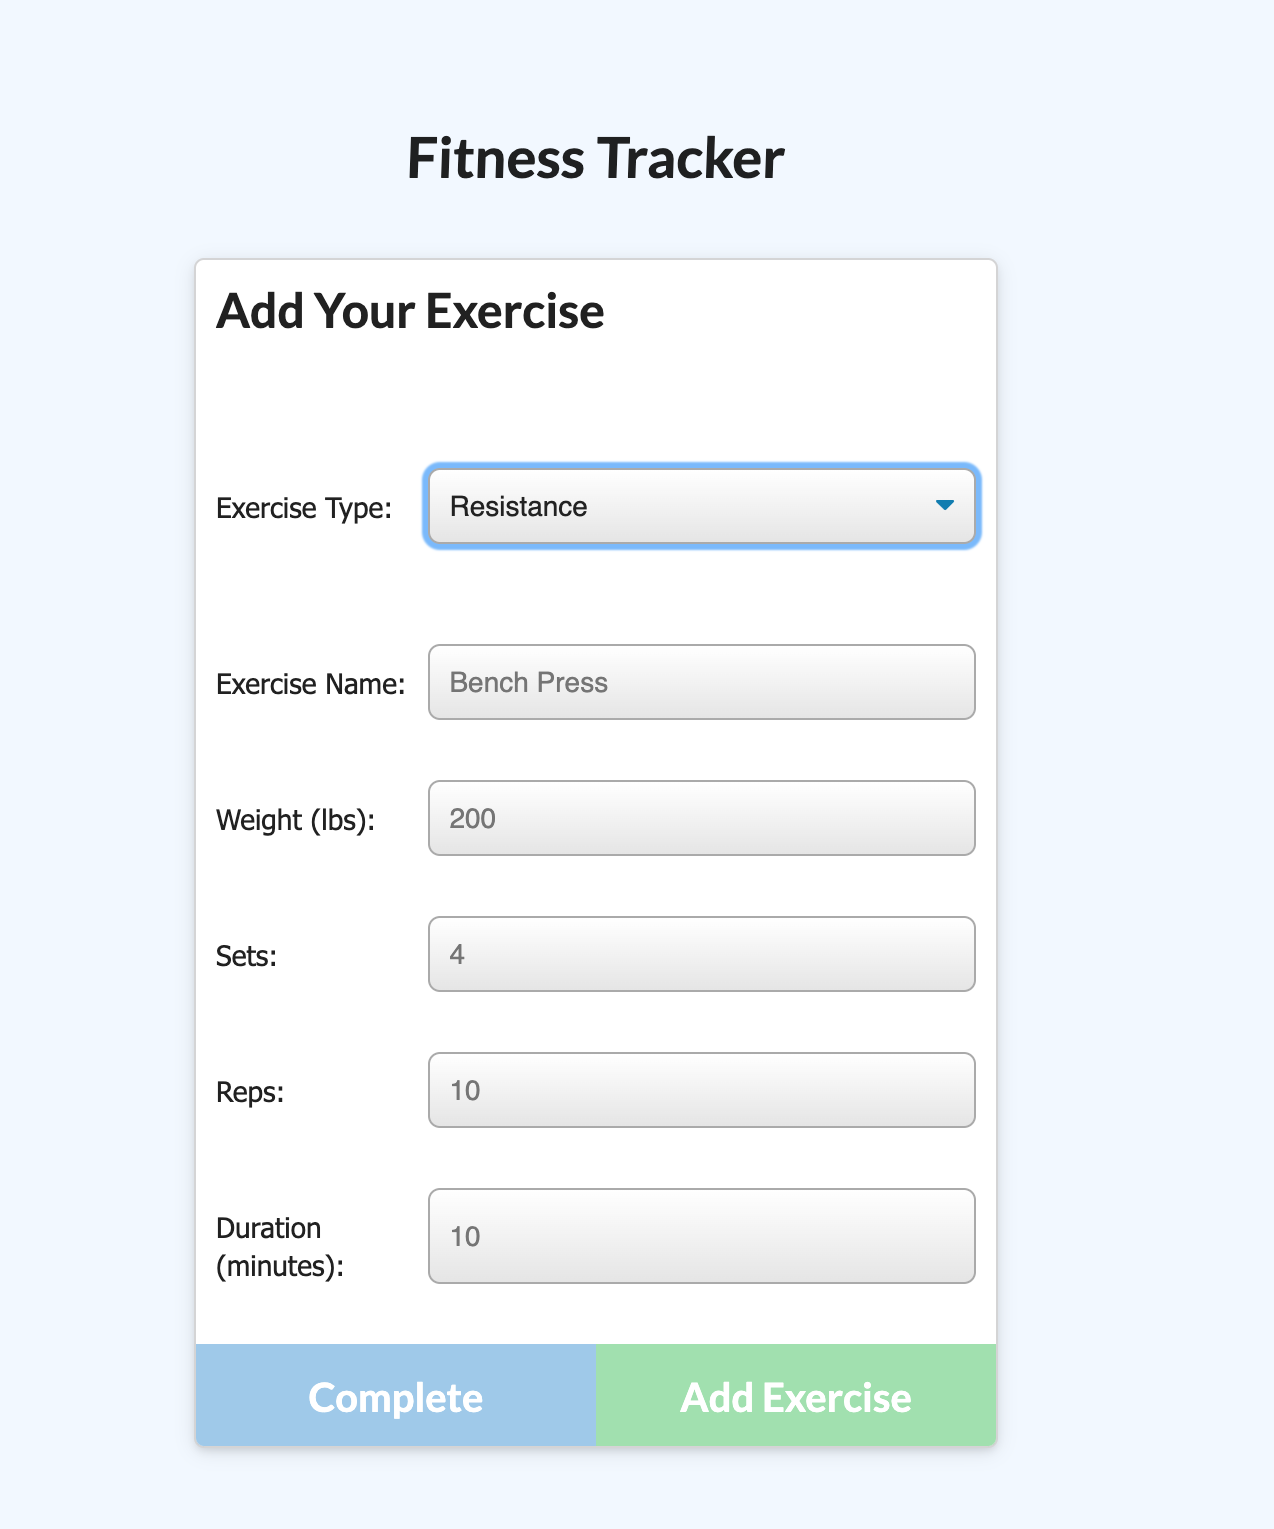 Fitness Tracker
Add Your Exercise
Exercise Type: Resistance
Exercise Name: Bench Press
Weight (lbs): 200
Sets: 4
Reps: 10
Duration
(minutes): 10
Complete Add Exercise